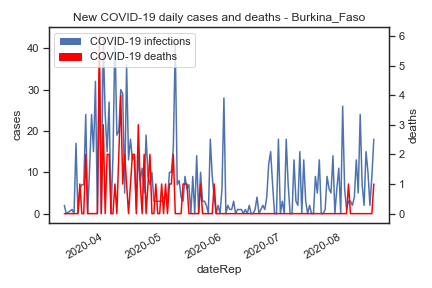 New COVID-19 daily cases and deaths - Burkina_Faso
COVID-19 infections
COVID-19 deaths
cases
40
30
20
10
0
deaths
6
5
4
3
2
1
0
2020-04
2020-05
2020-06
2020-07
2020-08
dateRep